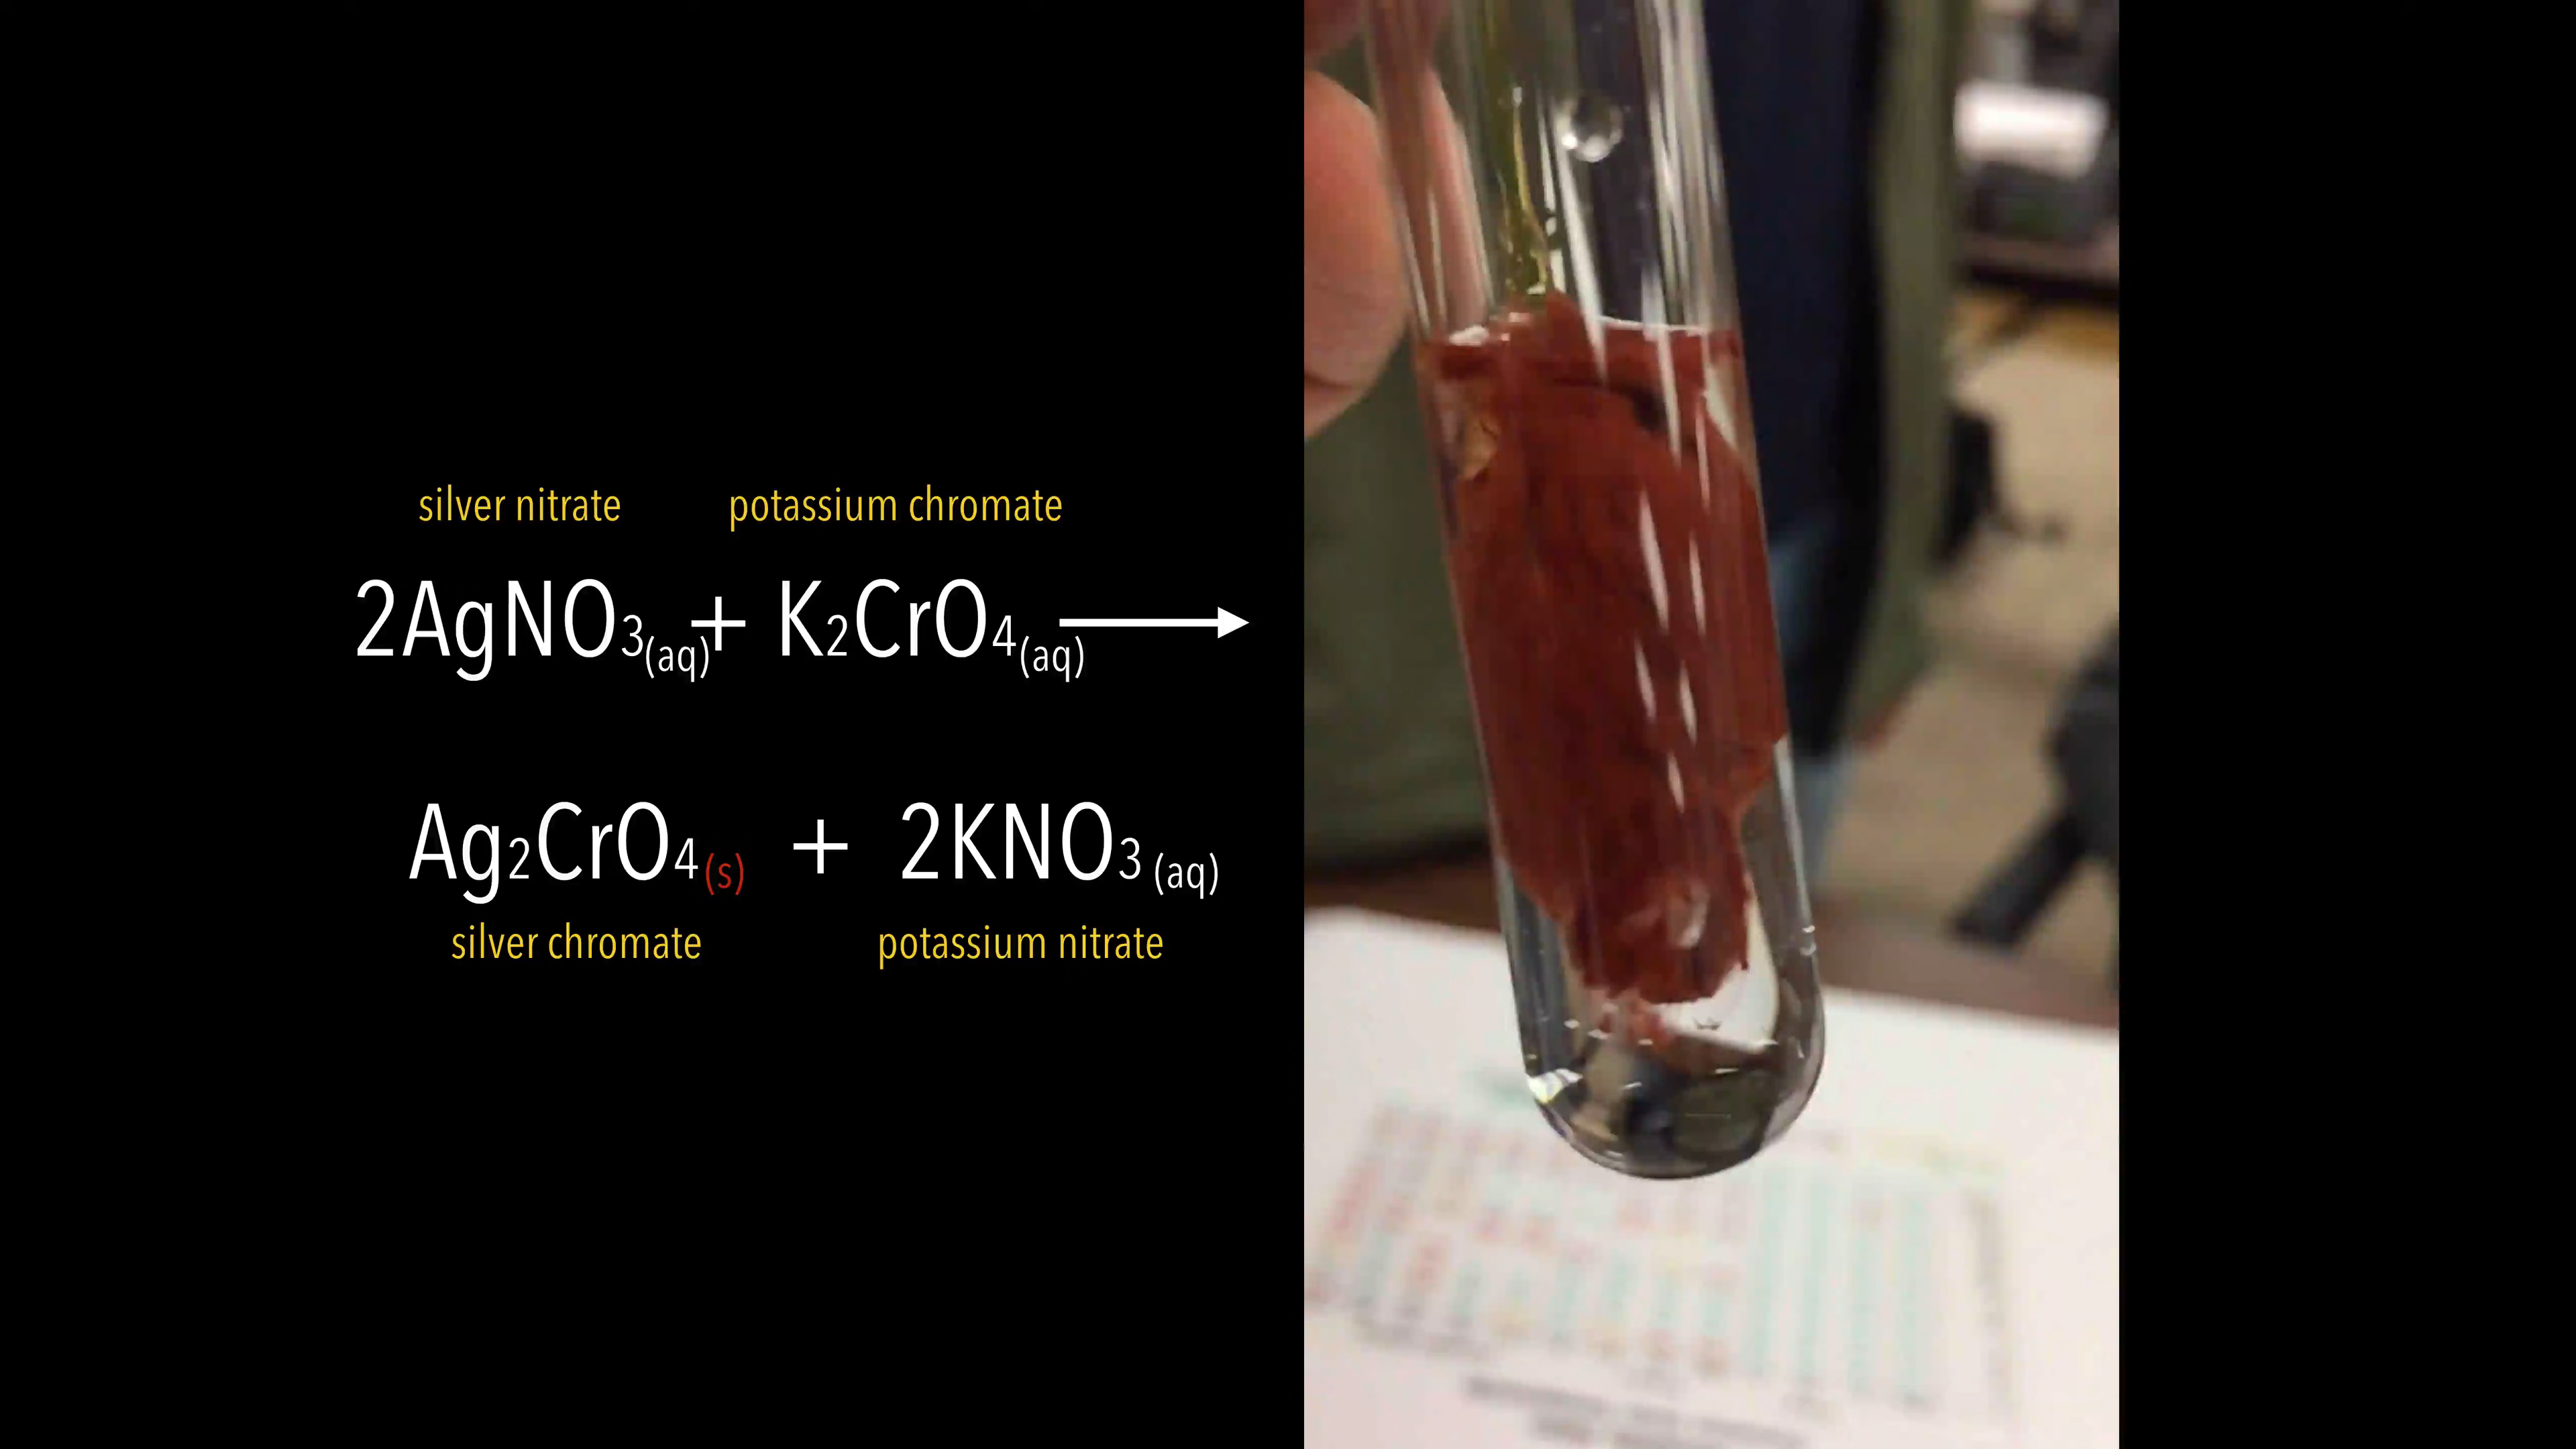 silver nitrate potassium chromate
2AgNO3(aq) + K2CrO4(aq) →
Ag2CrO4(s) + 2KNO3 (aq)
silver chromate potassium nitrate